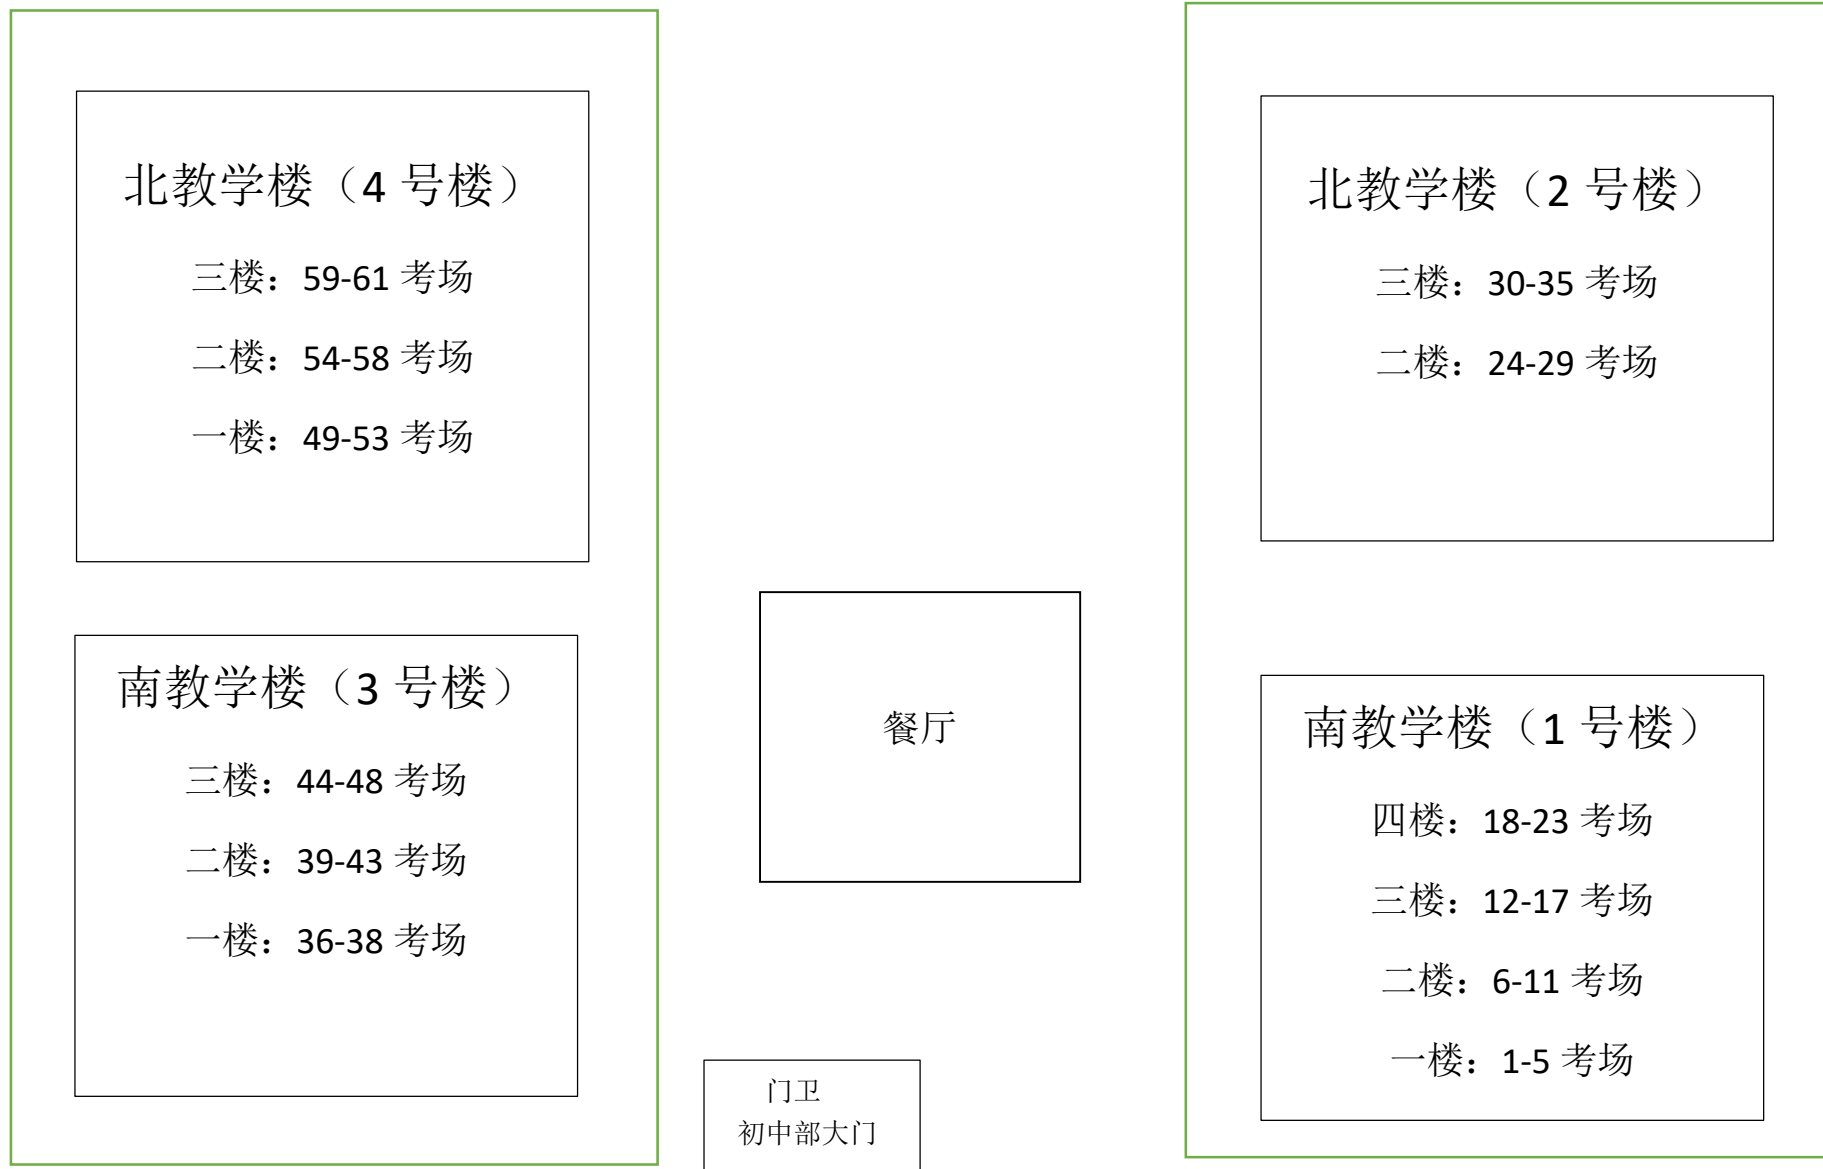 北教学楼（4 号楼）
三楼：59-61 考场
二楼：54-58 考场
一楼：49-53 考场
南教学楼（3 号楼）
三楼：44-48 考场
二楼：39-43 考场
一楼：36-38 考场
餐厅
门卫
初中部大门
北教学楼（2 号楼）
三楼：30-35 考场
二楼：24-29 考场
南教学楼（1 号楼）
四楼：18-23 考场
三楼：12-17 考场
二楼：6-11 考场
一楼：1-5 考场